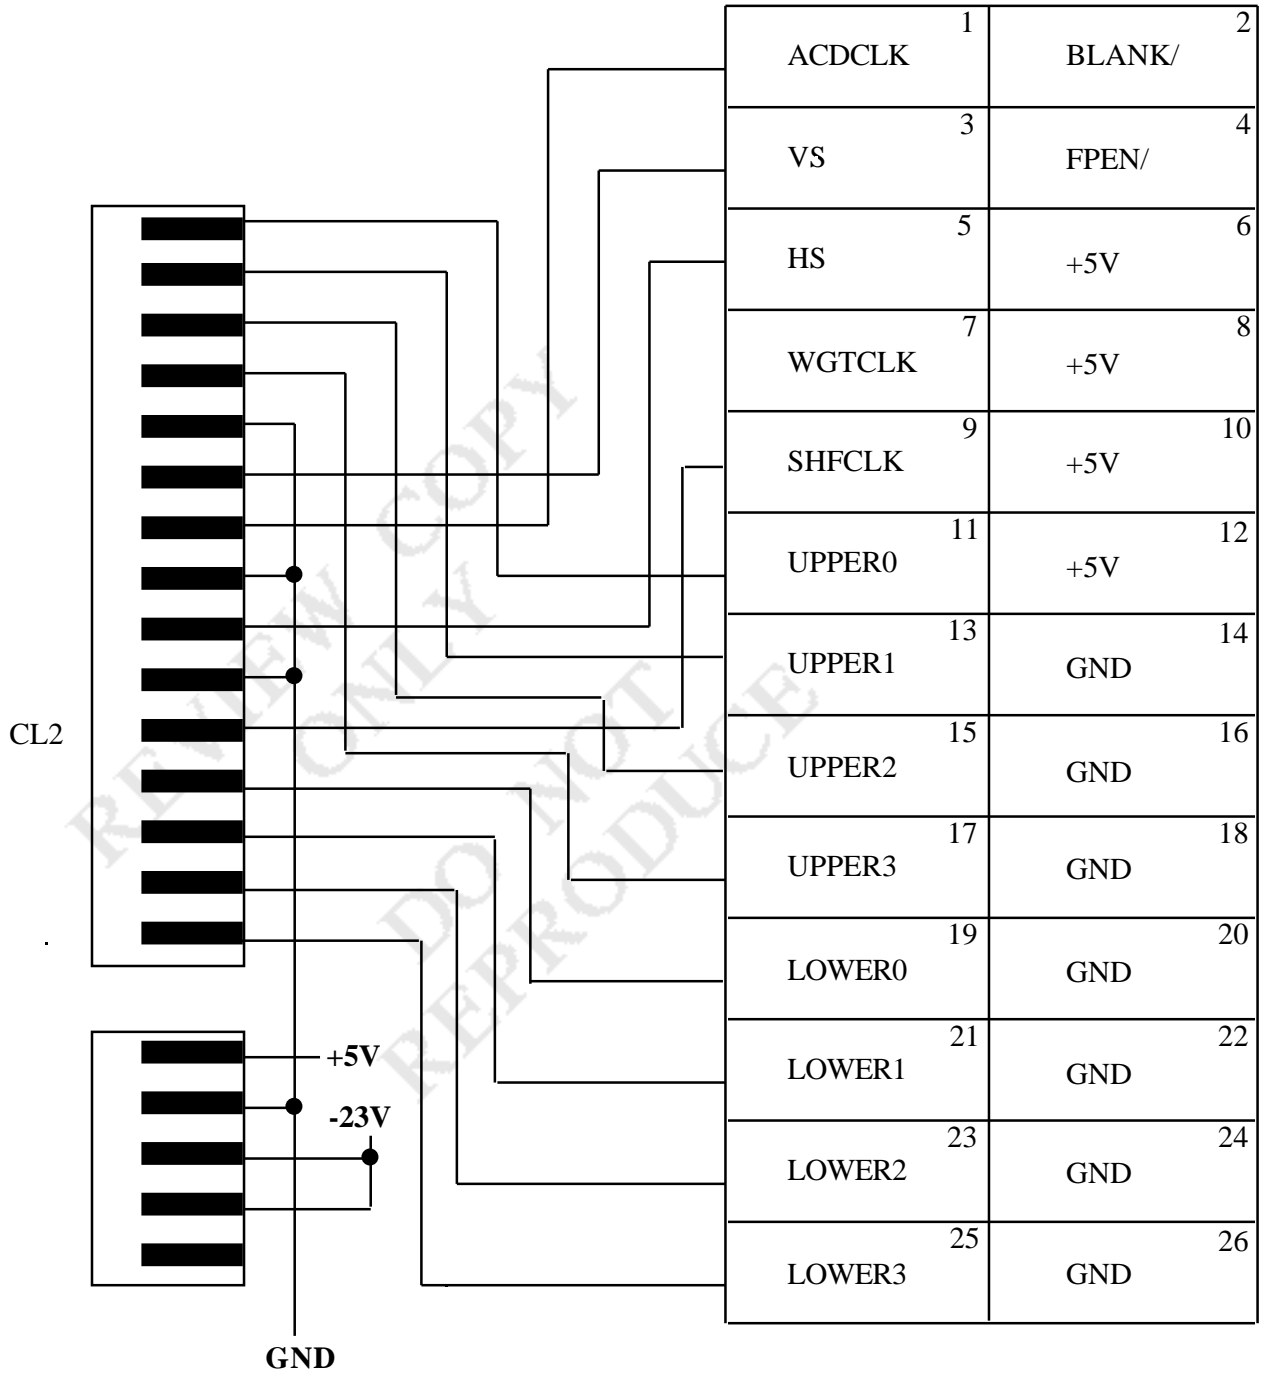 1 2
ACDCLK BLANK/
3 4
VS FPEN/
5 6
HS +5V
7 8
WGTCLK +5V
9 10
SHFCLK +5V
11 12
UPPER0 +5V
13 14
UPPER1 GND
15 16
UPPER2 GND
17 18
UPPER3 GND
19 20
LOWER0 GND
21 22
LOWER1 GND
23 24
LOWER2 GND
25 26
LOWER3 GND
CL2
+5V
-23V
GND
REVIEW COPY
ONLY
DO NOT
REPRODUCE